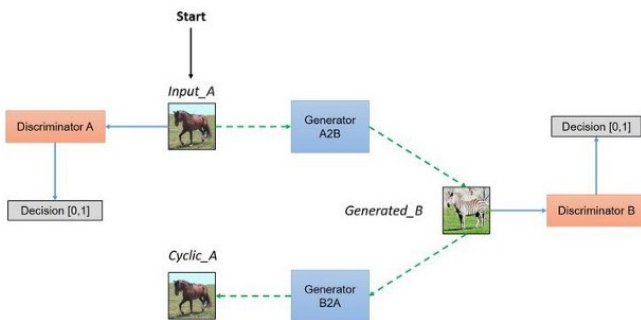 Start
Input_A
Discriminator A
Generator
A2B
Decision [0,1]
Decision [0,1]
Generated_B
Discriminator B
Cyclic_A
Generator
B2A